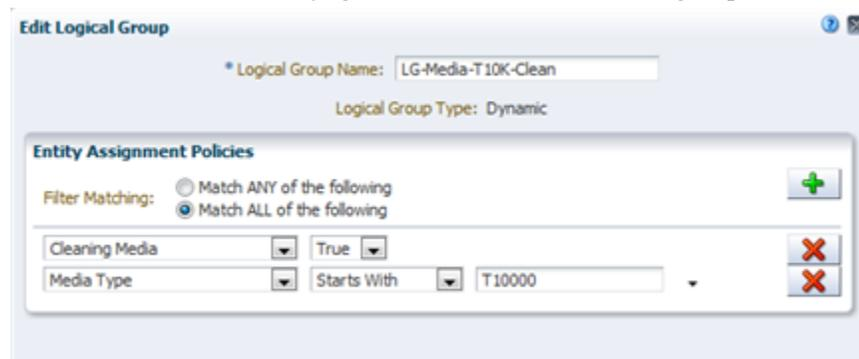 Edit Logical Group
* Logical Group Name: LG-Media-T10K-Clean
Logical Group Type: Dynamic
Entity Assignment Policies
Filter Matching:
Match ANY of the following
Match ALL of the following
Cleaning Media True
Media Type Starts With T10000